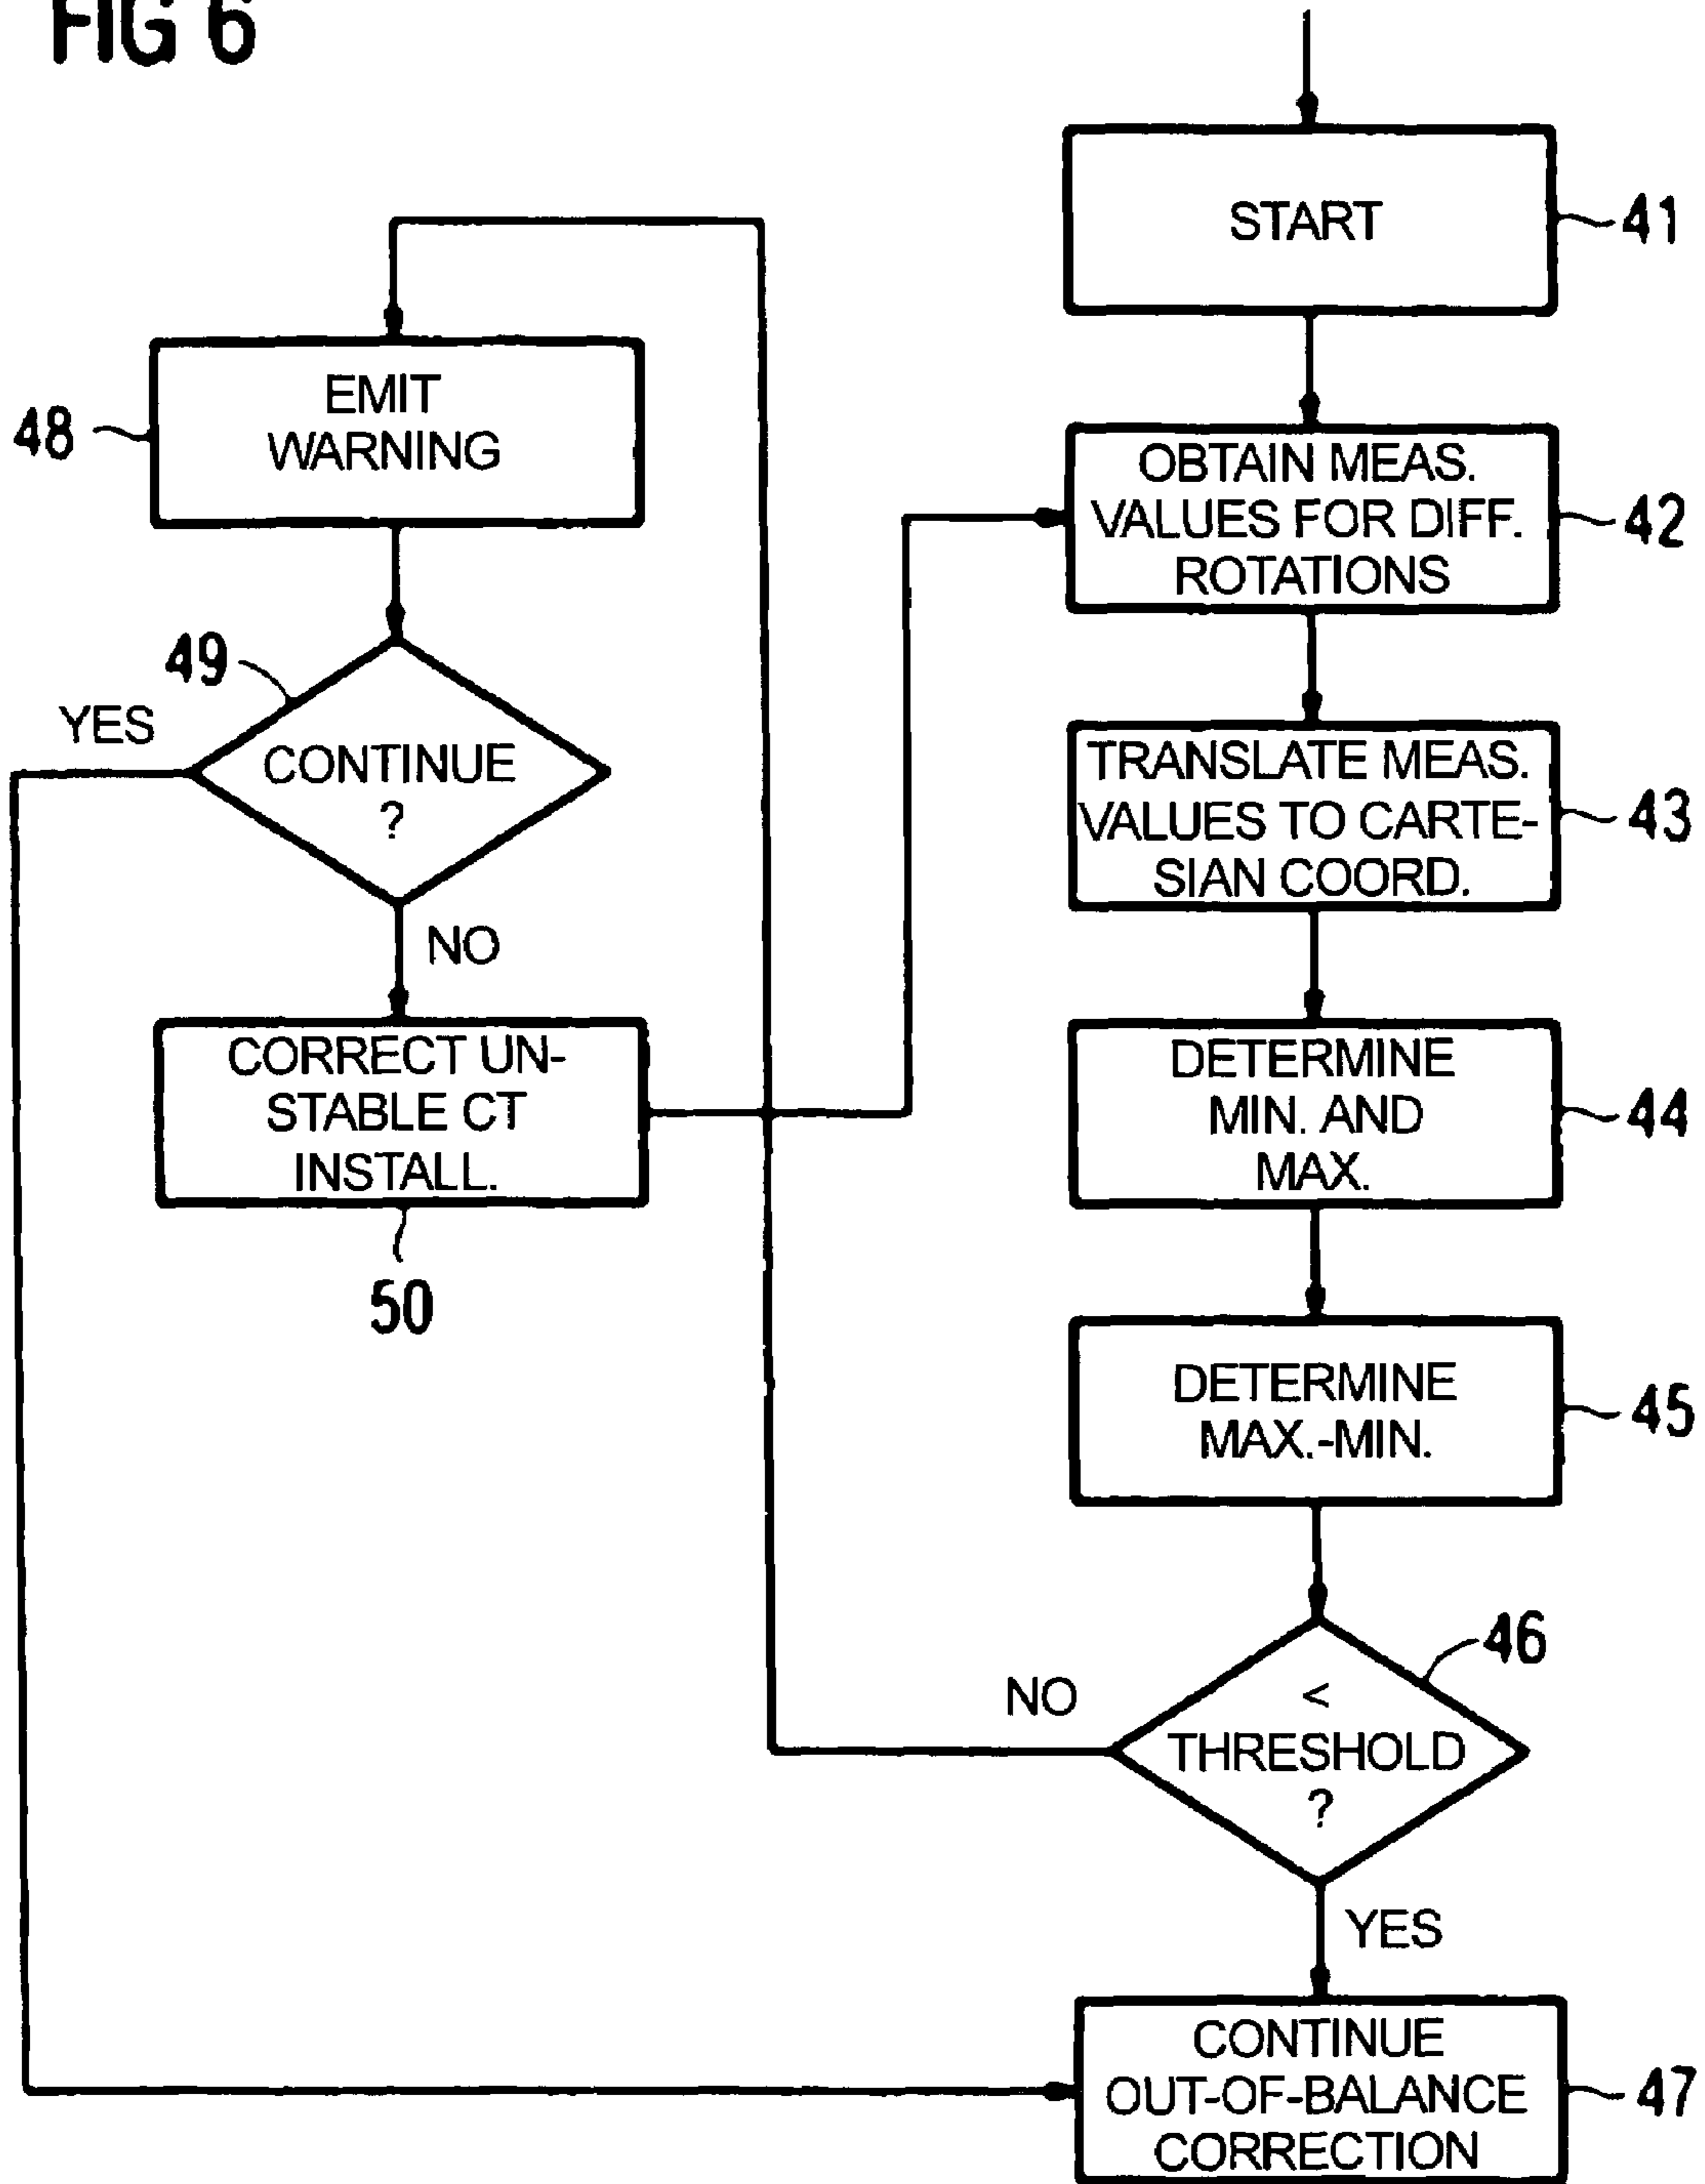 FIG 6
START
41
OBTAIN MEAS.
VALUES FOR DIFF.
ROTATIONS
42
TRANSLATE MEAS.
VALUES TO CARTE-
SIAN COORD.
43
DETERMINE
MIN. AND
MAX.
44
DETERMINE
MAX.-MIN.
45
<
THRESHOLD
?
46
NO
YES
CONTINUE
OUT-OF-BALANCE
CORRECTION
47
EMIT
WARNING
48
CONTINUE
?
49
YES
NO
CORRECT UN-
STABLE CT
INSTALL.
50